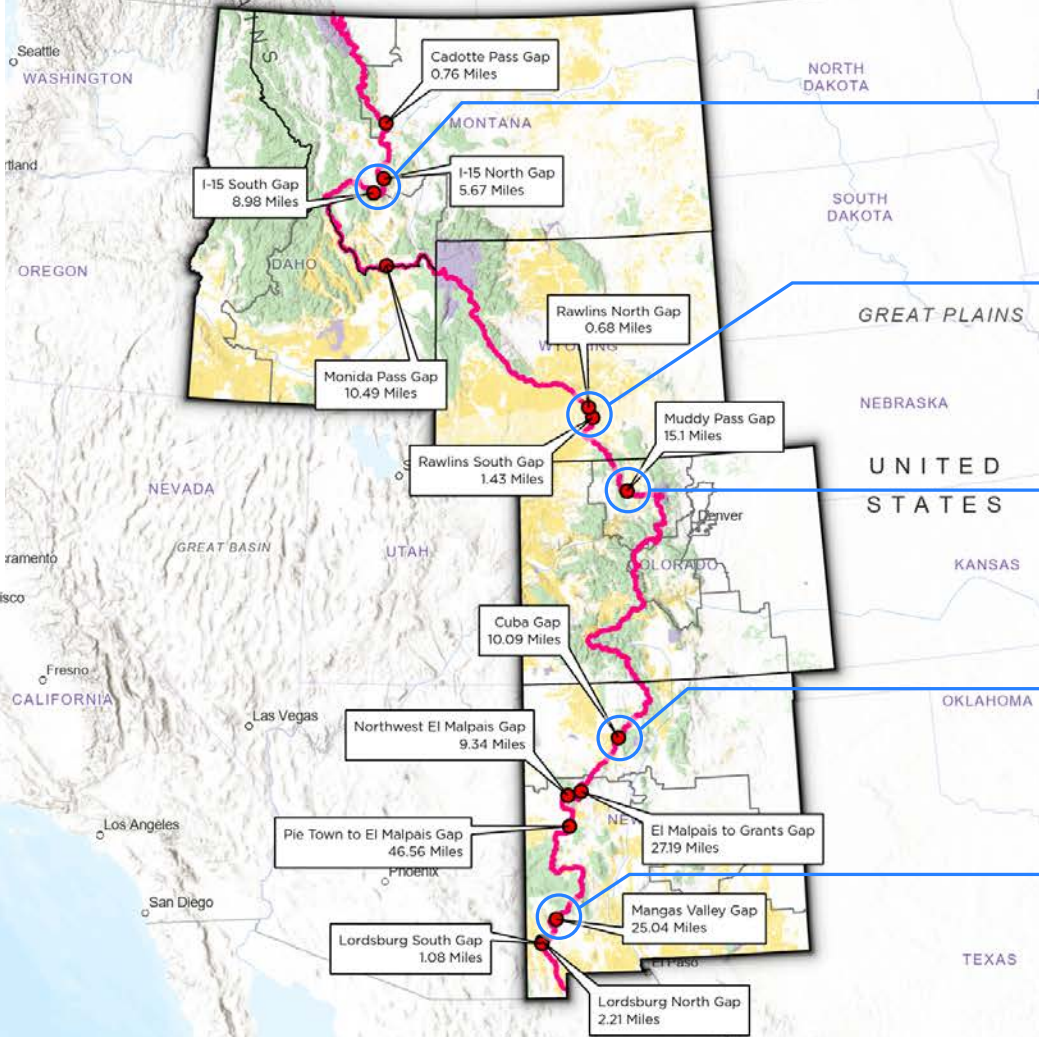 Seattle
WASHINGTON
Cadotte Pass Gap
0.76 Miles
NORTH
DAKOTA
MONTANA
I-15 North Gap
5.67 Miles
I-15 South Gap
8.98 Miles
SOUTH
DAKOTA
OREGON
DAHO
GREAT PLAINS
Rawlins North Gap
0.68 Miles
Monida Pass Gap
10.49 Miles
NEBRASKA
Muddy Pass Gap
15.1 Miles
Rawlins South Gap
1.43 Miles
UNITED
STATES
NEVADA
Denver
GREAT BASIN
UTAH
ramento
COLORADO
KANSAS
isco
Cuba Gap
10.09 Miles
Fresno
CALIFORNIA
OKLAHOMA
Las Vegas
Northwest El Malpais Gap
9.34 Miles
Los Angeles
Pie Town to El Malpais Gap
46.56 Miles
NEW
El Malpais to Grants Gap
27.19 Miles
Phoenix
San Diego
Mangas Valley Gap
25.04 Miles
Lordsburg South Gap
1.08 Miles
El Paso
TEXAS
Lordsburg North Gap
2.21 Miles